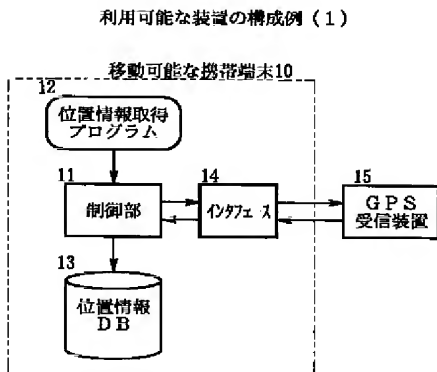 利用可能な装置の構成例(1)
移動可能な携帯端末10
12
位置情報取得
プログラム
11
制御部
14
インタフェース
15
GPS
受信装置
13
位置情報
DB